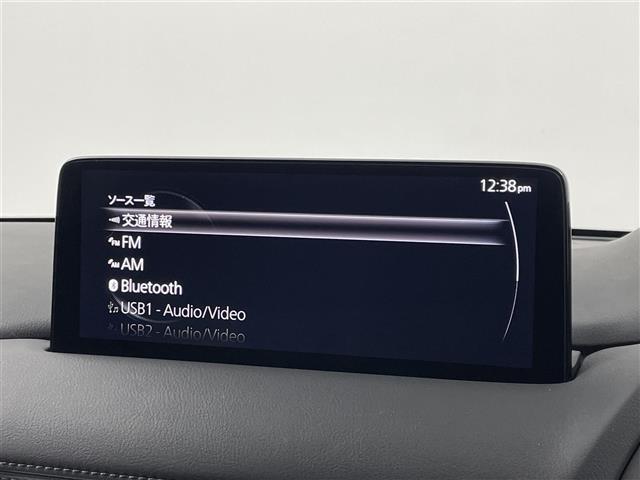 12:38pm
ソース一覧
交通情報
FM
AM
Bluetooth
USB1 - Audio/Video
USB2 - Audio/Video